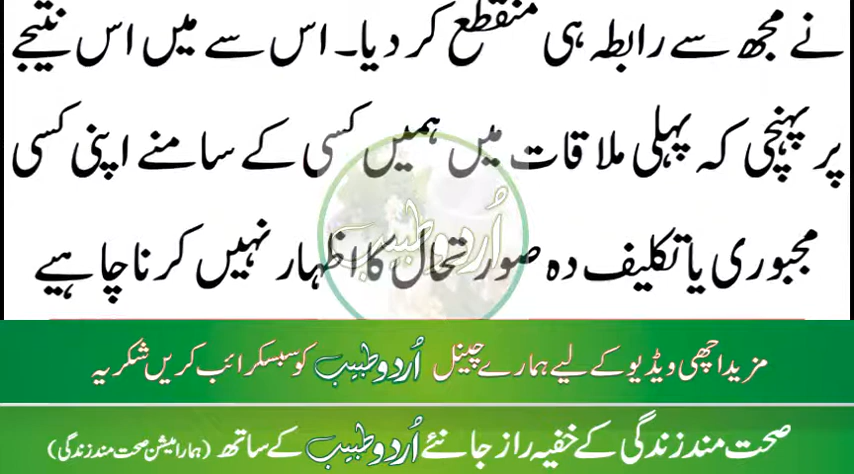 نے مجھ سے رابطہ ہی منقطع کر دیا۔ اس سے میں اس نتیجے
پر پہنچی کہ پہلی ملاقات میں ہمیں کسی کے سامنے اپنی کسی
مجبوری یا تکلیف دہ صورتحال کا اظہار نہیں کرنا چاہیے
اُردو طبیب
مزید اچھی ویڈیو کے لیے ہمارے چینل اُردو طبیب کو سبسکرائب کریں شکریہ
صحت مند زندگی کے خفیہ راز جانئے اُردو طبیب کے ساتھ (ہمارا میشن صحت مند زندگی)